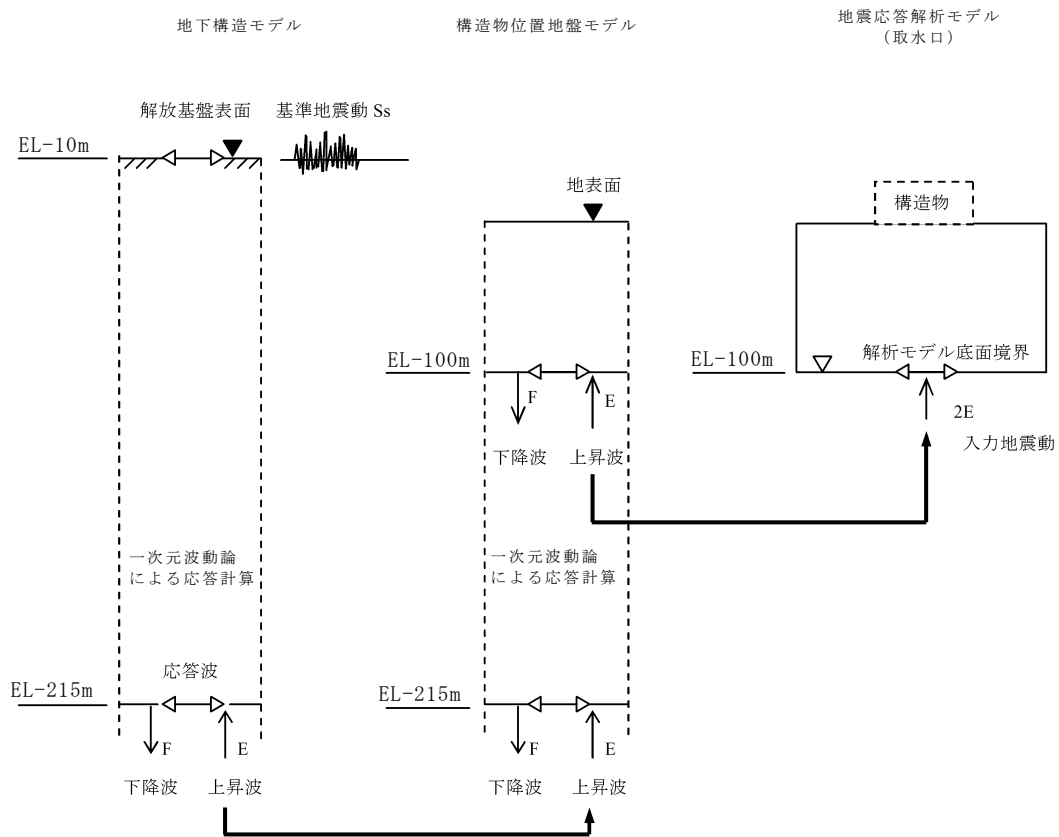 地下構造モデル
構造物位置地盤モデル
地震応答解析モデル
（取水口）
解放基盤表面
基準地震動 Ss
EL-10m
地表面
構造物
EL-100m
F
E
下降波
上昇波
EL-100m
解析モデル底面境界
2E
入力地震動
一次元波動論
による応答計算
一次元波動論
による応答計算
応答波
EL-215m
F
E
下降波
上昇波
EL-215m
F
E
下降波
上昇波